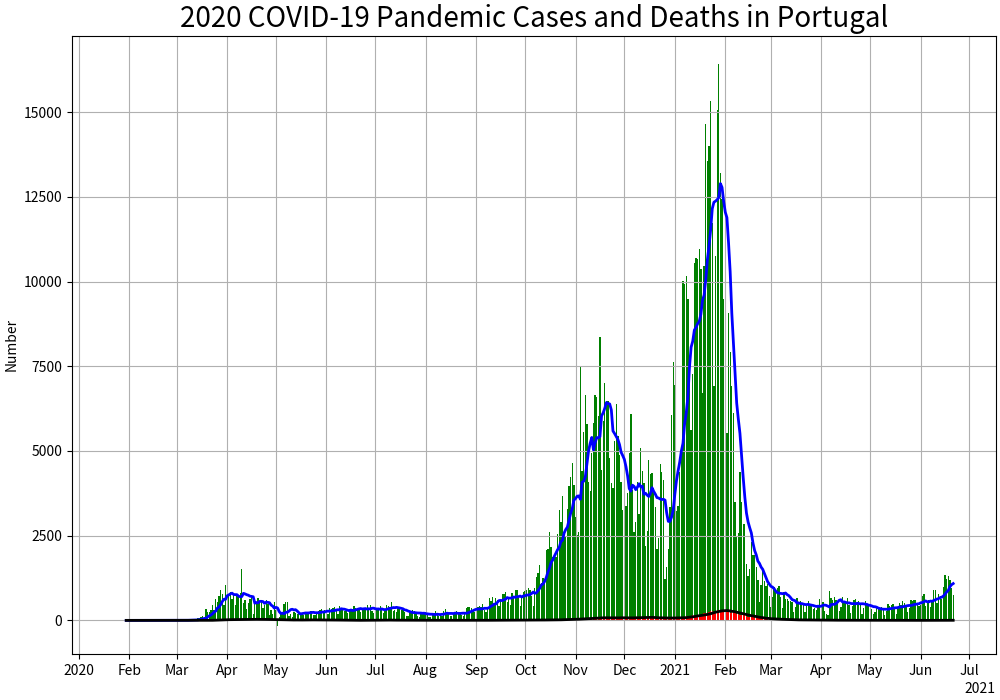 2020 COVID-19 Pandemic Cases and Deaths in Portugal
Number
15000
12500
10000
7500
5000
2500
0
2020 Feb Mar Apr May Jun Jul Aug Sep Oct Nov Dec 2021 Feb Mar Apr May Jun Jul
2021